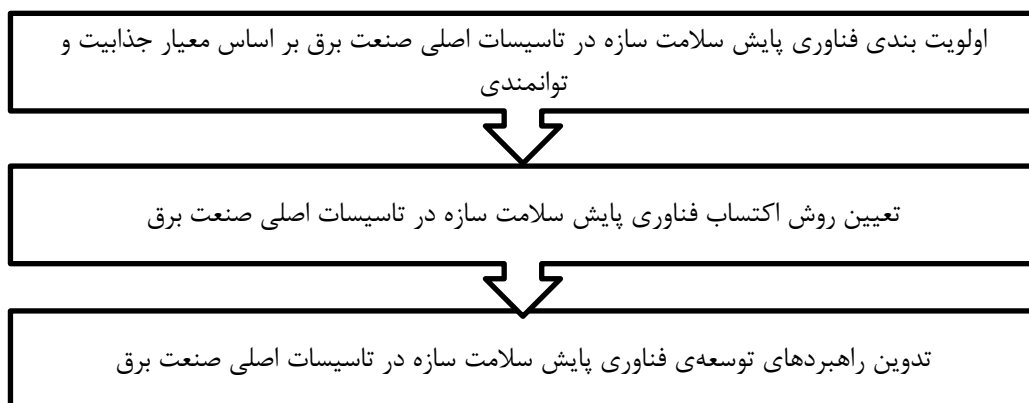 اولویت بندی فناوری پایش سلامت سازه در تاسیسات اصلی صنعت برق بر اساس معیار جذابیت و
توانمندی
تعیین روش اکتساب فناوری پایش سلامت سازه در تاسیسات اصلی صنعت برق
تدوین راهبردهای توسعه‌ی فناوری پایش سلامت سازه در تاسیسات اصلی صنعت برق